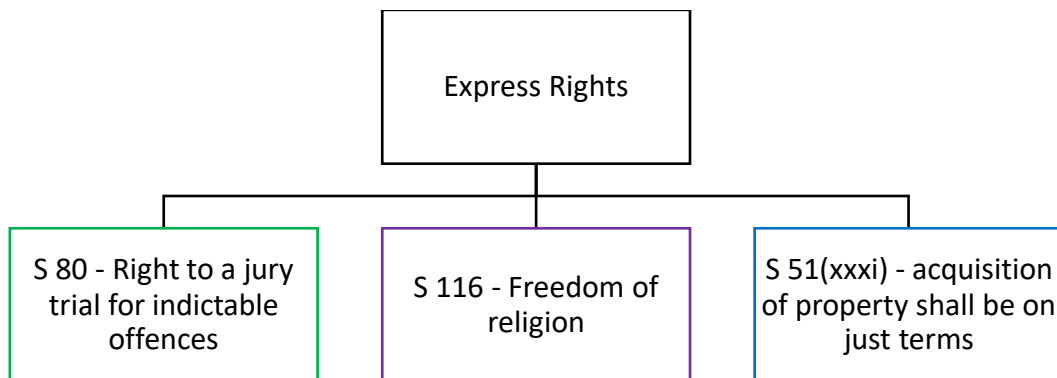 Express Rights
S 80 - Right to a jury
trial for indictable
offences
S 116 - Freedom of
religion
S 51(xxxi) - acquisition
of property shall be on
just terms